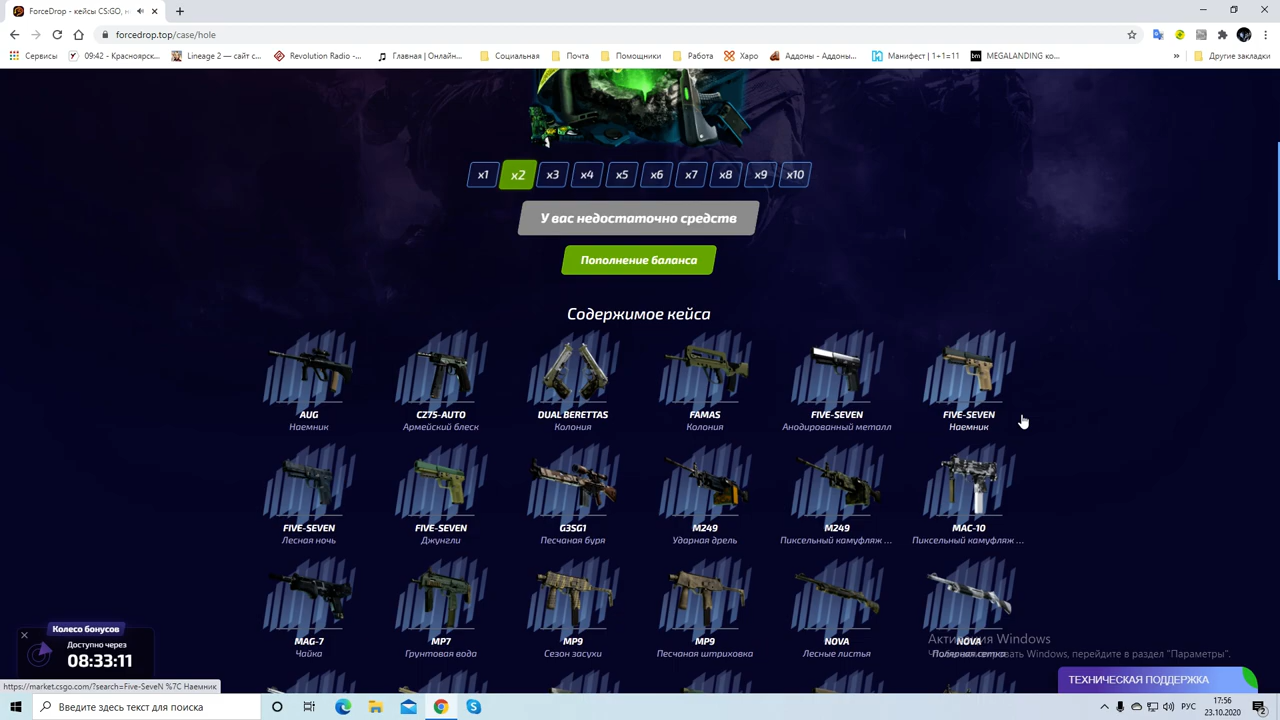 ForceDrop - кейсы CS:GO, н
forcedrop.top/case/hole
Сервисы
09:42 - Красноярск...
Lineage 2 — сайт с...
Revolution Radio -...
Главная | Онлайн...
Социальная
Почта
Помощники
Работа
Харо
Аддоны - Аддоны...
Манифест | 1+1=11
MEGALANDING ко...
»
Другие закладки
x1 x2 x3 x4 x5 x6 x7 x8 x9 x10
У вас недостаточно средств
Пополнение баланса
Содержимое кейса
AUG CZ75-AUTO DUAL BERETTAS FAMAS FIVE-SEVEN FIVE-SEVEN
Наемник Армейский блеск Колония Колония Анодированный металл Наемник
FIVE-SEVEN FIVE-SEVEN G3SG1 M249 M249 MAC-10
Лесная ночь Джунгли Песчаная буря Ударная дрель Пиксельный камуфляж ... Пиксельный камуфляж ...
MAG-7 MP7 MP9 MP9 NOVA NOVA
Чайка Грунтовая вода Сезон засухи Песчаная штриховка Лесные листья Полярная сетка
Колесо бонусов
Доступно через
08:33:11
Активация Windows
Чтобы активировать Windows, перейдите в раздел "Параметры".
ТЕХНИЧЕСКАЯ ПОДДЕРЖКА
https://market.csgo.com/?search=Five-SeveN %7C Наемник
Введите здесь текст для поиска
РУС
17:56
23.10.2020
2